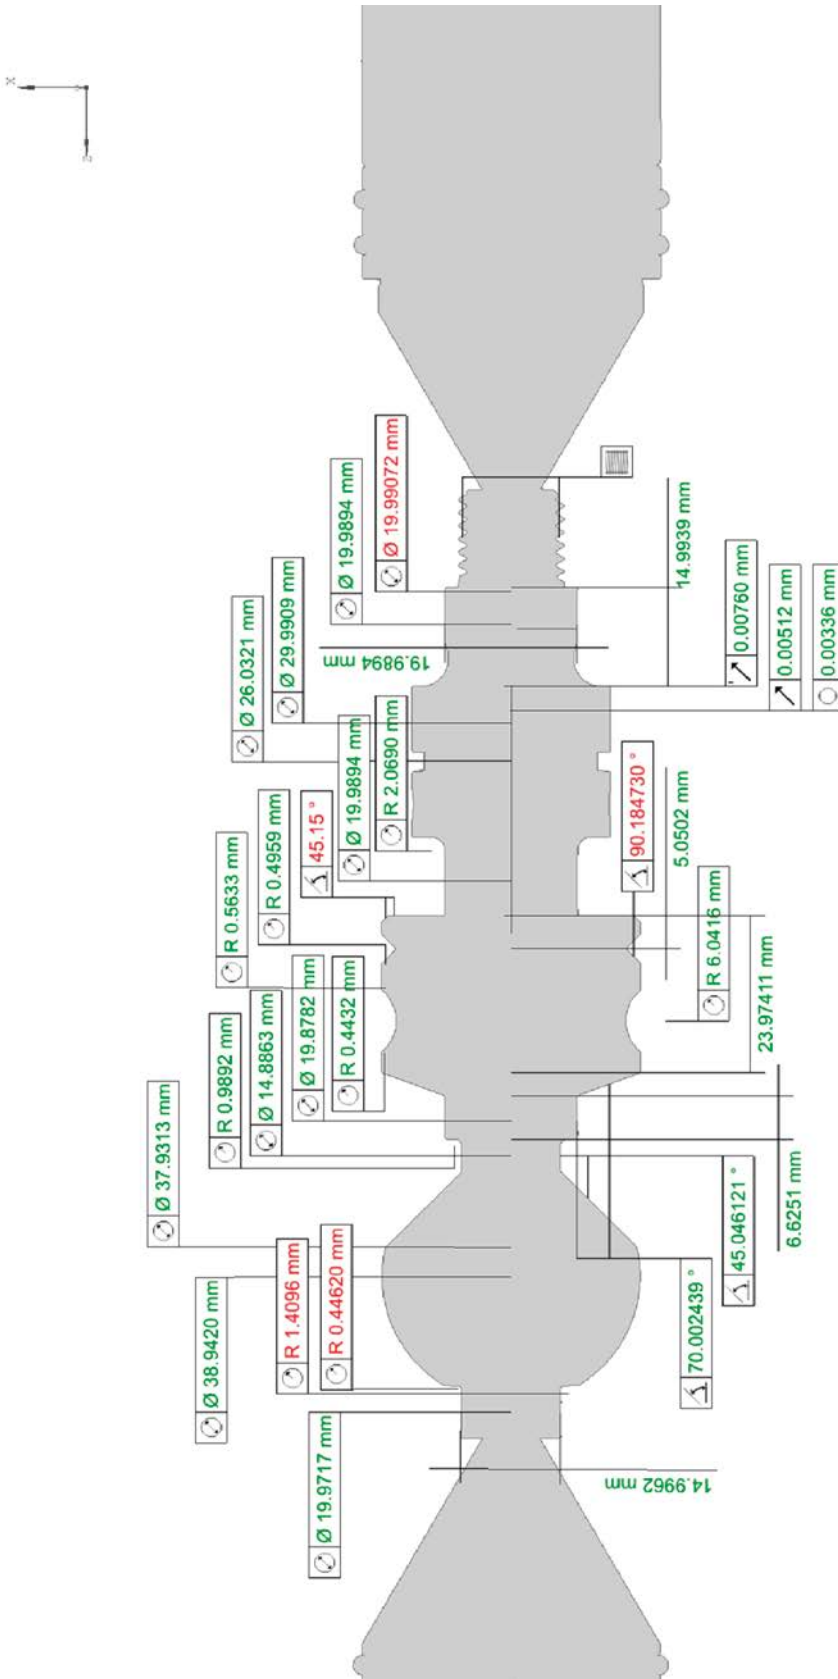 X
Y
Z
Ø 19.99072 mm
Ø 19.9894 mm
14.9939 mm
0.00760 mm
0.00512 mm
0.00336 mm
Ø 29.9909 mm
Ø 26.0321 mm
19.9894 mm
R 2.0690 mm
Ø 19.9894 mm
45.15 °
R 0.4959 mm
R 0.5633 mm
90.184730 °
5.0502 mm
R 6.0416 mm
23.97411 mm
R 0.4432 mm
Ø 19.8782 mm
Ø 14.8863 mm
R 0.9892 mm
Ø 37.9313 mm
6.6251 mm
45.046121 °
70.002439 °
R 0.44620 mm
R 1.4096 mm
Ø 38.9420 mm
Ø 19.9717 mm
14.9962 mm